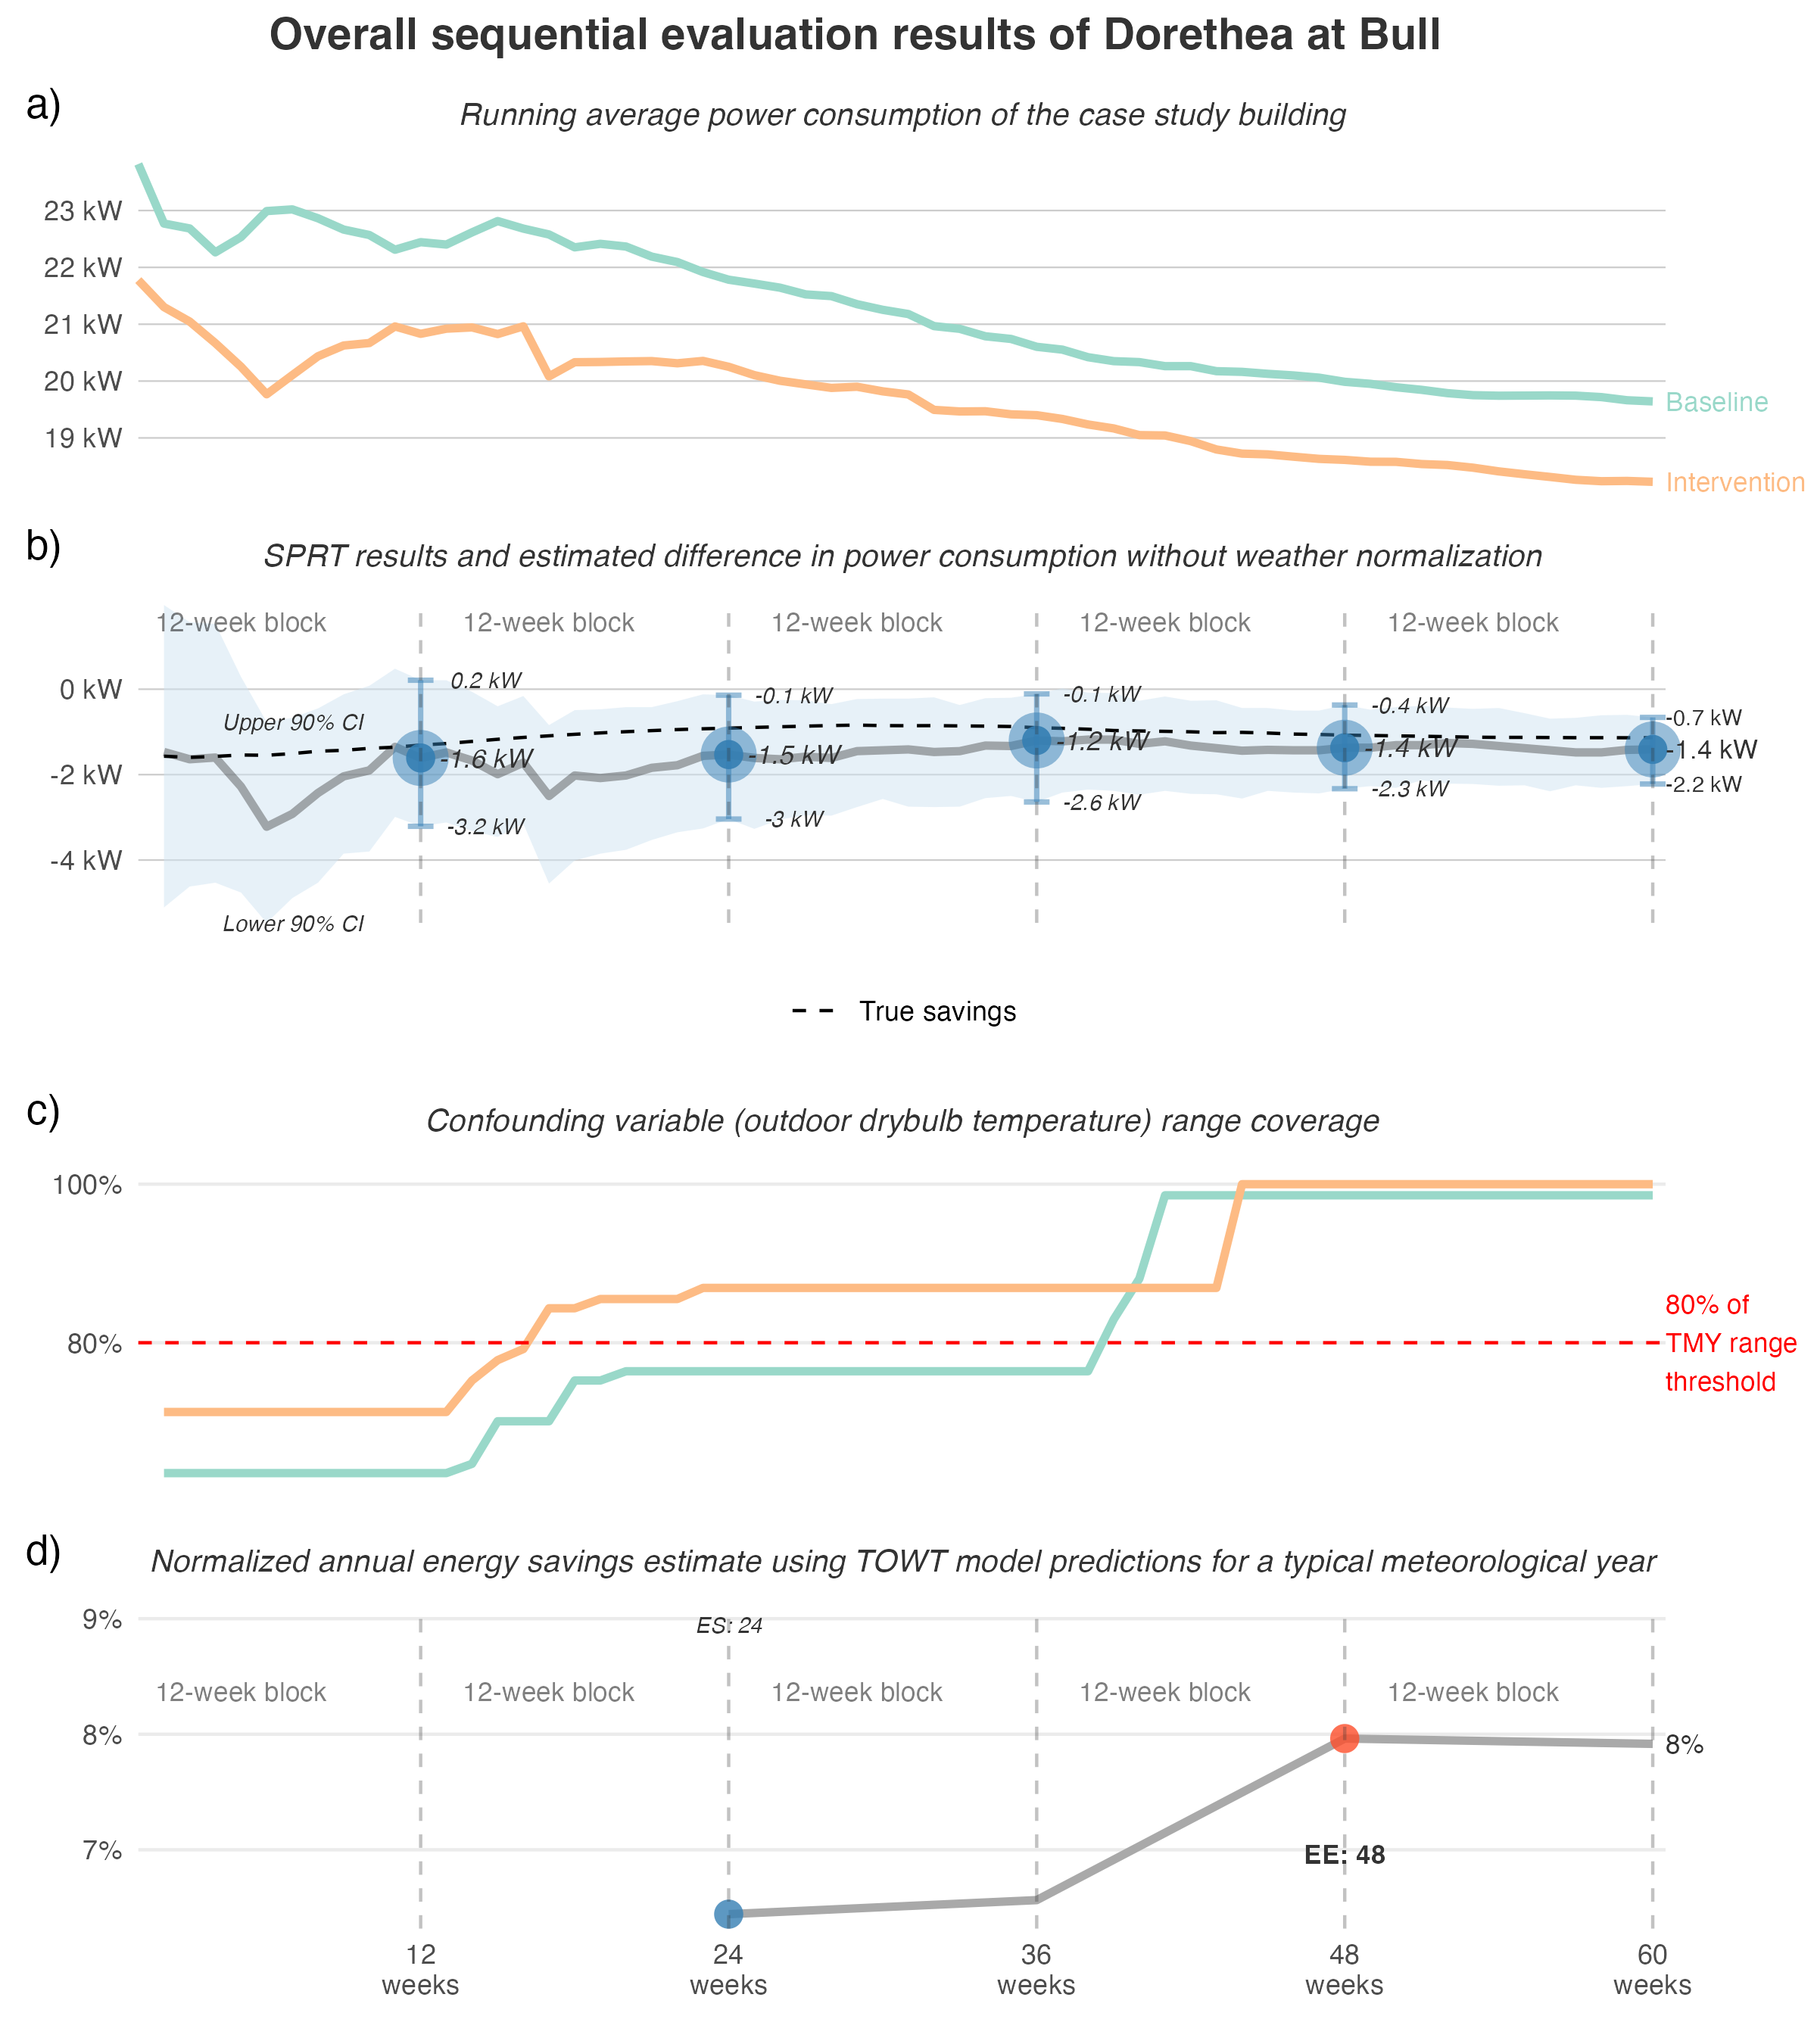 Overall sequential evaluation results of Dorethea at Bull
a)
Running average power consumption of the case study building
23 kW
22 kW
21 kW
20 kW
19 kW
Baseline
Intervention
b)
SPRT results and estimated difference in power consumption without weather normalization
12-week block 12-week block 12-week block 12-week block 12-week block
0 kW
-2 kW
-4 kW
Upper 90% CI
Lower 90% CI
0.2 kW
-1.6 kW
-3.2 kW
-0.1 kW
-1.5 kW
-3 kW
-0.1 kW
-1.2 kW
-2.6 kW
-0.4 kW
-1.4 kW
-2.3 kW
-0.7 kW
-1.4 kW
-2.2 kW
True savings
c)
Confounding variable (outdoor drybulb temperature) range coverage
100%
80%
80% of
TMY range
threshold
d)
Normalized annual energy savings estimate using TOWT model predictions for a typical meteorological year
9%
8%
7%
ES: 24
12-week block 12-week block 12-week block 12-week block 12-week block
8%
EE: 48
12 24 36 48 60
weeks weeks weeks weeks weeks